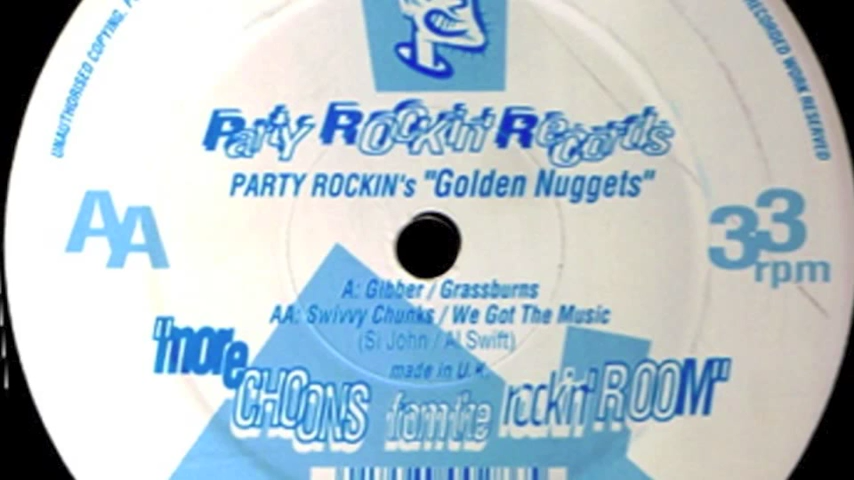 UNAUTHORISED COPYING, P
RECORDED WORK RESERVED
Party Rockin' Records
PARTY ROCKIN's "Golden Nuggets"
AA
33
rpm
A: Gibber / Grassburns
AA: Swivvy Chunks / We Got The Music
(Si John / Al Swift)
made in U.K.
"more
CHOONS from the rockin' ROOM"